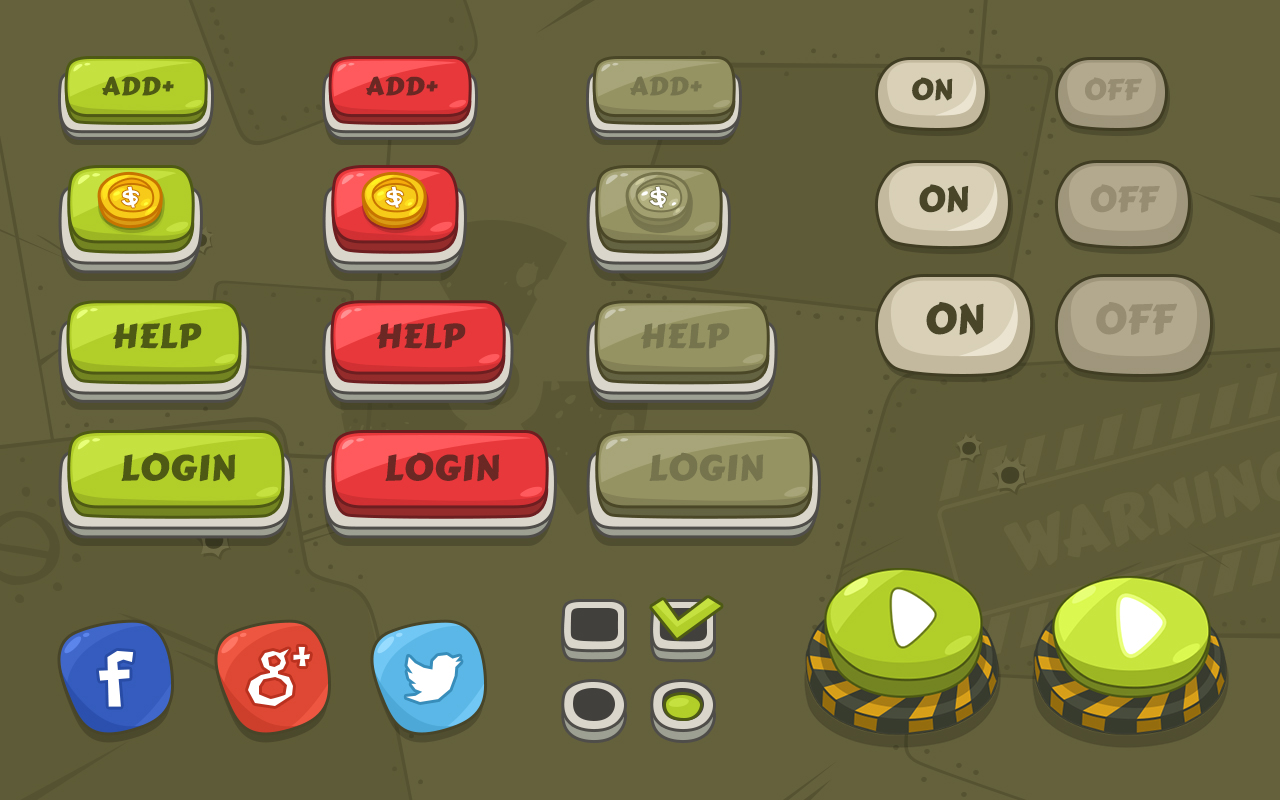 ADD+ ADD+ ADD+ ON OFF
$ $ $ ON OFF
HELP HELP HELP ON OFF
LOGIN LOGIN LOGIN
WARNING
f g+